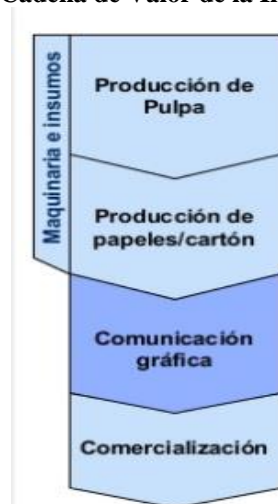 Cadena de Valor de la
Maquinaria e insumos
Producción de
Pulpa
Producción de
papeles/cartón
Comunicación
gráfica
Comercialización